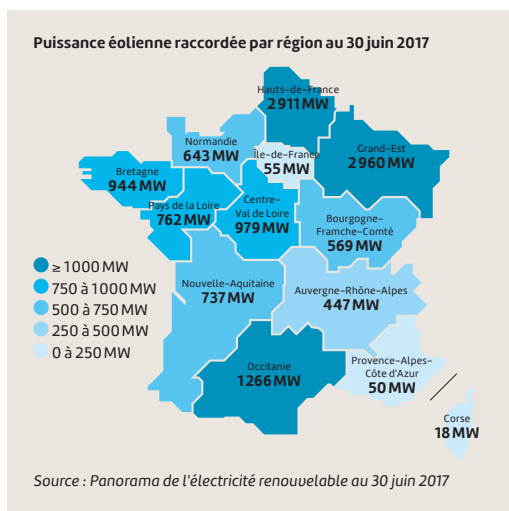 Puissance éolienne raccordée par région au 30 juin 2017
Hauts-de-France
2 911 MW
Normandie
643 MW
Île-de-France
55 MW
Grand-Est
2 960 MW
Bretagne
944 MW
Pays de la Loire
762 MW
Centre-
Val de Loire
979 MW
Bourgogne-
Franche-Comté
569 MW
≥ 1000 MW
750 à 1000 MW
500 à 750 MW
250 à 500 MW
0 à 250 MW
Nouvelle-Aquitaine
737 MW
Auvergne-Rhône-Alpes
447 MW
Occitanie
1 266 MW
Provence-Alpes-
Côte d'Azur
50 MW
Corse
18 MW
Source : Panorama de l'électricité renouvelable au 30 juin 2017